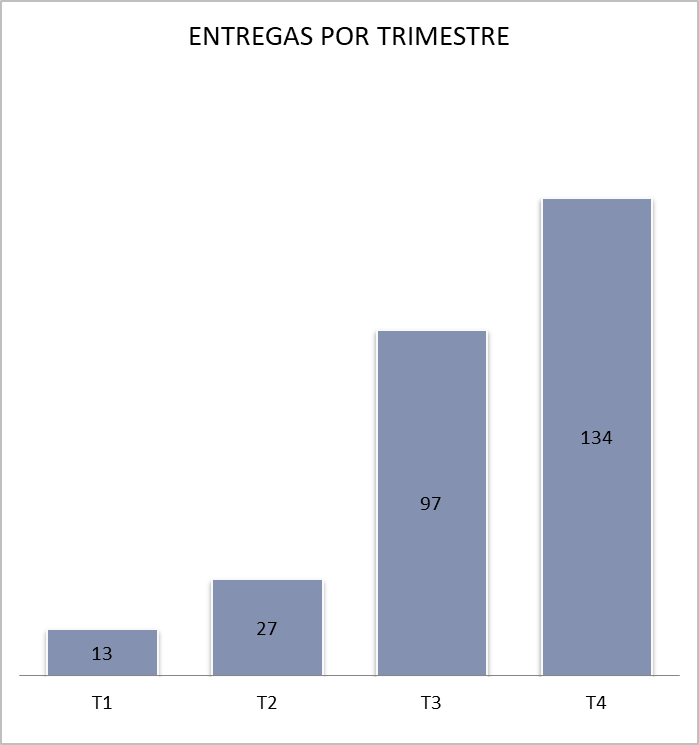 ENTREGAS POR TRIMESTRE
134
97
27
13
T1 T2 T3 T4